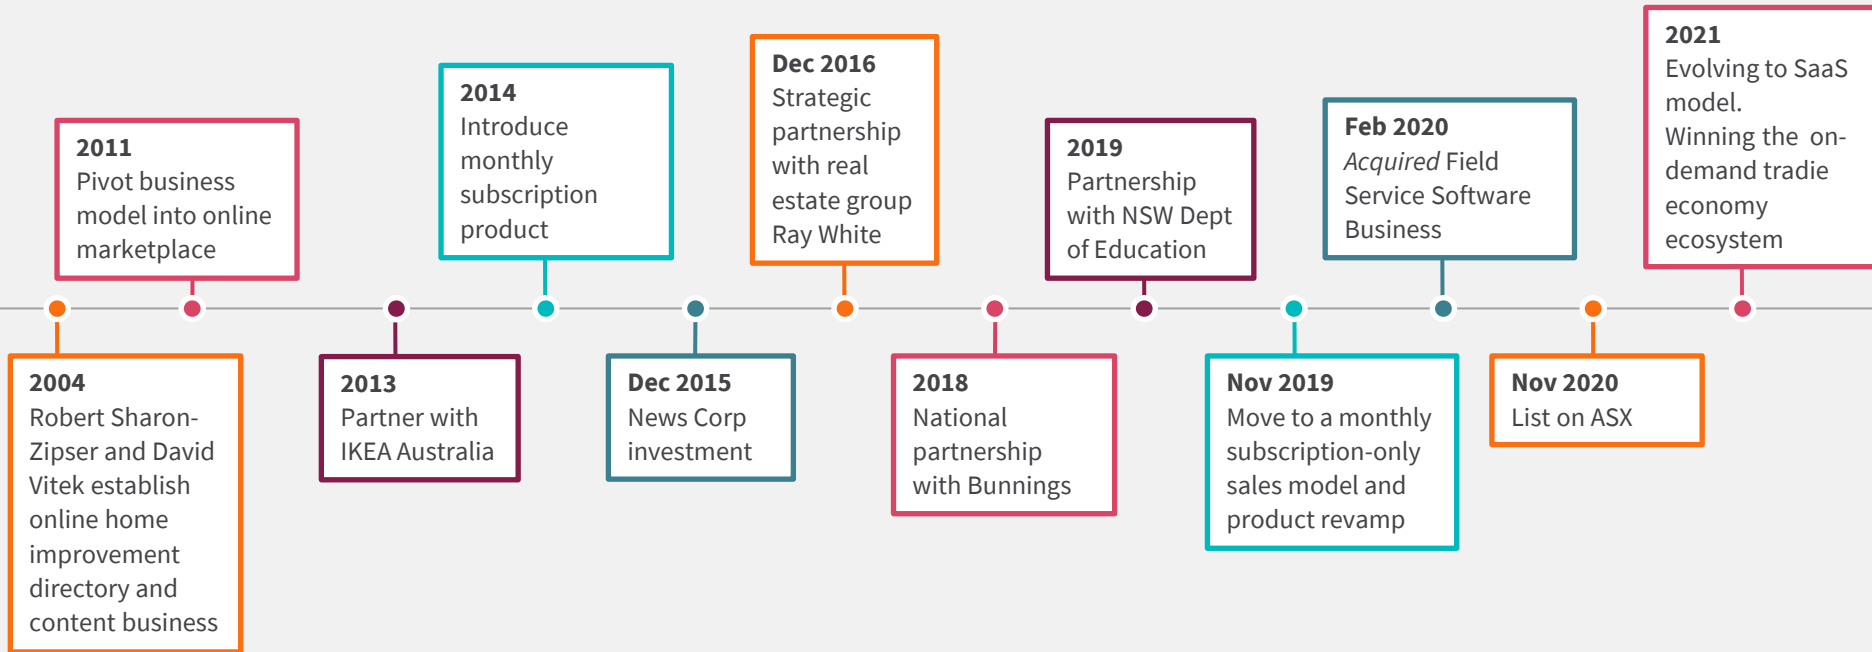 2004
Robert Sharon-
Zipser and David
Vitek establish
online home
improvement
directory and
content business
2011
Pivot business
model into online
marketplace
2013
Partner with
IKEA Australia
2014
Introduce
monthly
subscription
product
Dec 2015
News Corp
investment
Dec 2016
Strategic
partnership
with real
estate group
Ray White
2018
National
partnership
with Bunnings
2019
Partnership
with NSW Dept
of Education
Nov 2019
Move to a monthly
subscription-only
sales model and
product revamp
Feb 2020
Acquired Field
Service Software
Business
Nov 2020
List on ASX
2021
Evolving to SaaS
model.
Winning the on-
demand tradie
economy
ecosystem